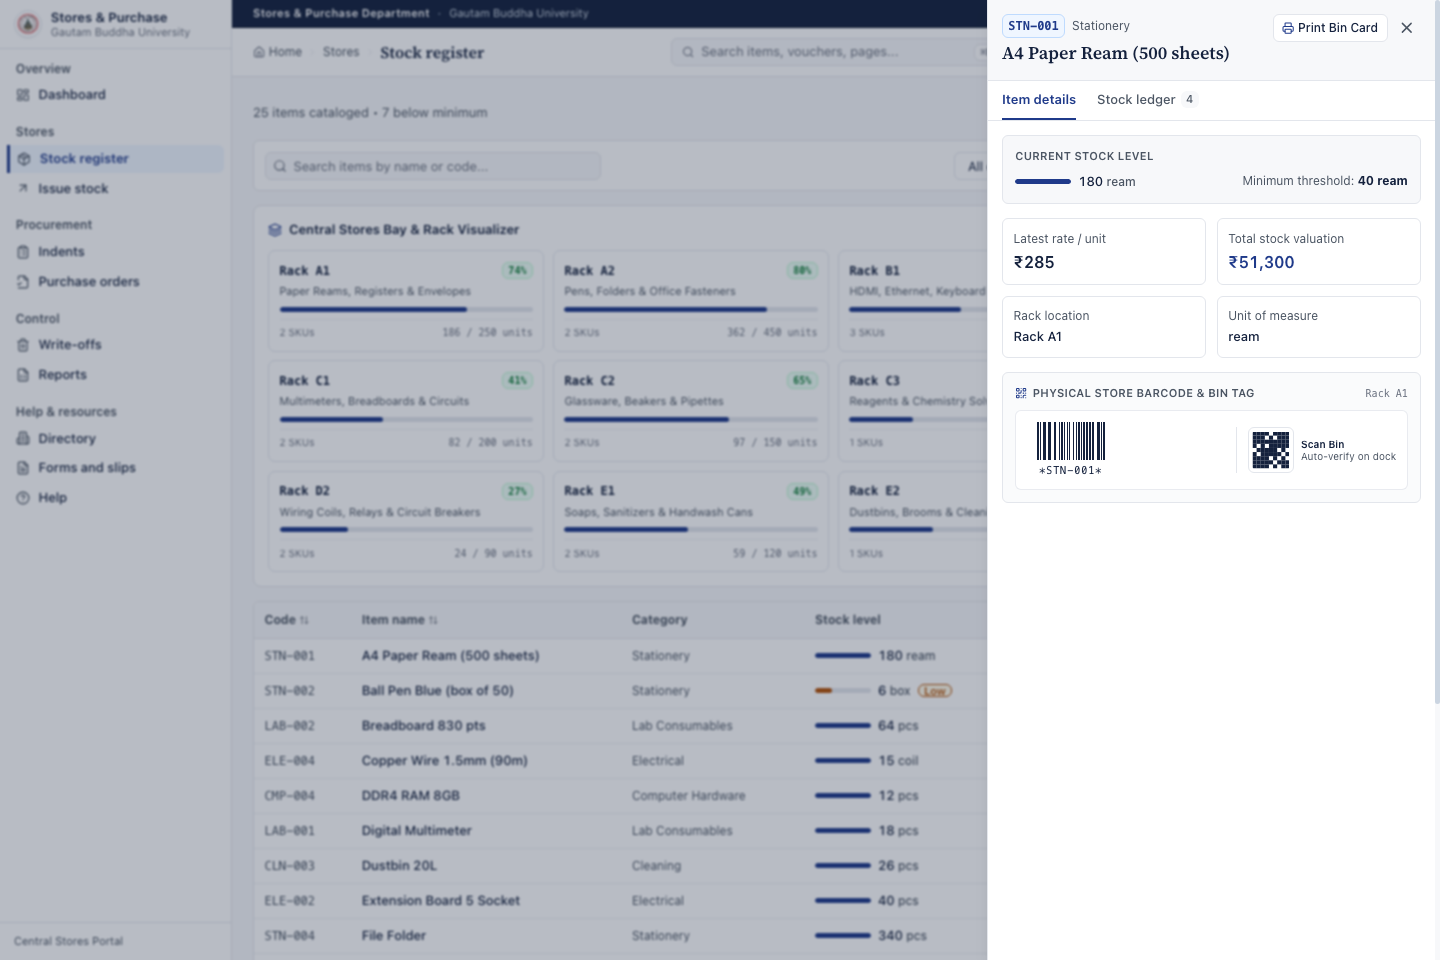 Stores & Purchase
Gautam Buddha University
Overview
Dashboard
Stores
Stock register
Issue stock
Procurement
Indents
Purchase orders
Control
Write-offs
Reports
Help & resources
Directory
Forms and slips
Help
Central Stores Portal
Stores & Purchase Department - Gautam Buddha University
Home Stores Stock register
Search items, vouchers, pages...
25 items cataloged • 7 below minimum
Search items by name or code...
All
Central Stores Bay & Rack Visualizer
Rack A1 74%
Paper Reams, Registers & Envelopes
2 SKUs 186 / 250 units
Rack A2 80%
Pens, Folders & Office Fasteners
2 SKUs 362 / 450 units
Rack B1
HDMI, Ethernet, Keyboard
3 SKUs
Rack C1 41%
Multimeters, Breadboards & Circuits
2 SKUs 82 / 200 units
Rack C2 65%
Glassware, Beakers & Pipettes
2 SKUs 97 / 150 units
Rack C3
Reagents & Chemistry Sol
1 SKUs
Rack D2 27%
Wiring Coils, Relays & Circuit Breakers
2 SKUs 24 / 90 units
Rack E1 49%
Soaps, Sanitizers & Handwash Cans
2 SKUs 59 / 120 units
Rack E2
Dustbins, Brooms & Clean
1 SKUs
Code Item name Category Stock level
STN-001 A4 Paper Ream (500 sheets) Stationery 180 ream
STN-002 Ball Pen Blue (box of 50) Stationery 6 box Low
LAB-002 Breadboard 830 pts Lab Consumables 64 pcs
ELE-004 Copper Wire 1.5mm (90m) Electrical 15 coil
CMP-004 DDR4 RAM 8GB Computer Hardware 12 pcs
LAB-001 Digital Multimeter Lab Consumables 18 pcs
CLN-003 Dustbin 20L Cleaning 26 pcs
ELE-002 Extension Board 5 Socket Electrical 40 pcs
STN-004 File Folder Stationery 340 pcs
STN-001 Stationery
Print Bin Card
A4 Paper Ream (500 sheets)
Item details Stock ledger 4
CURRENT STOCK LEVEL
180 ream Minimum threshold: 40 ream
Latest rate / unit
₹285
Total stock valuation
₹51,300
Rack location
Rack A1
Unit of measure
ream
PHYSICAL STORE BARCODE & BIN TAG Rack A1
*STN-001*
Scan Bin
Auto-verify on dock